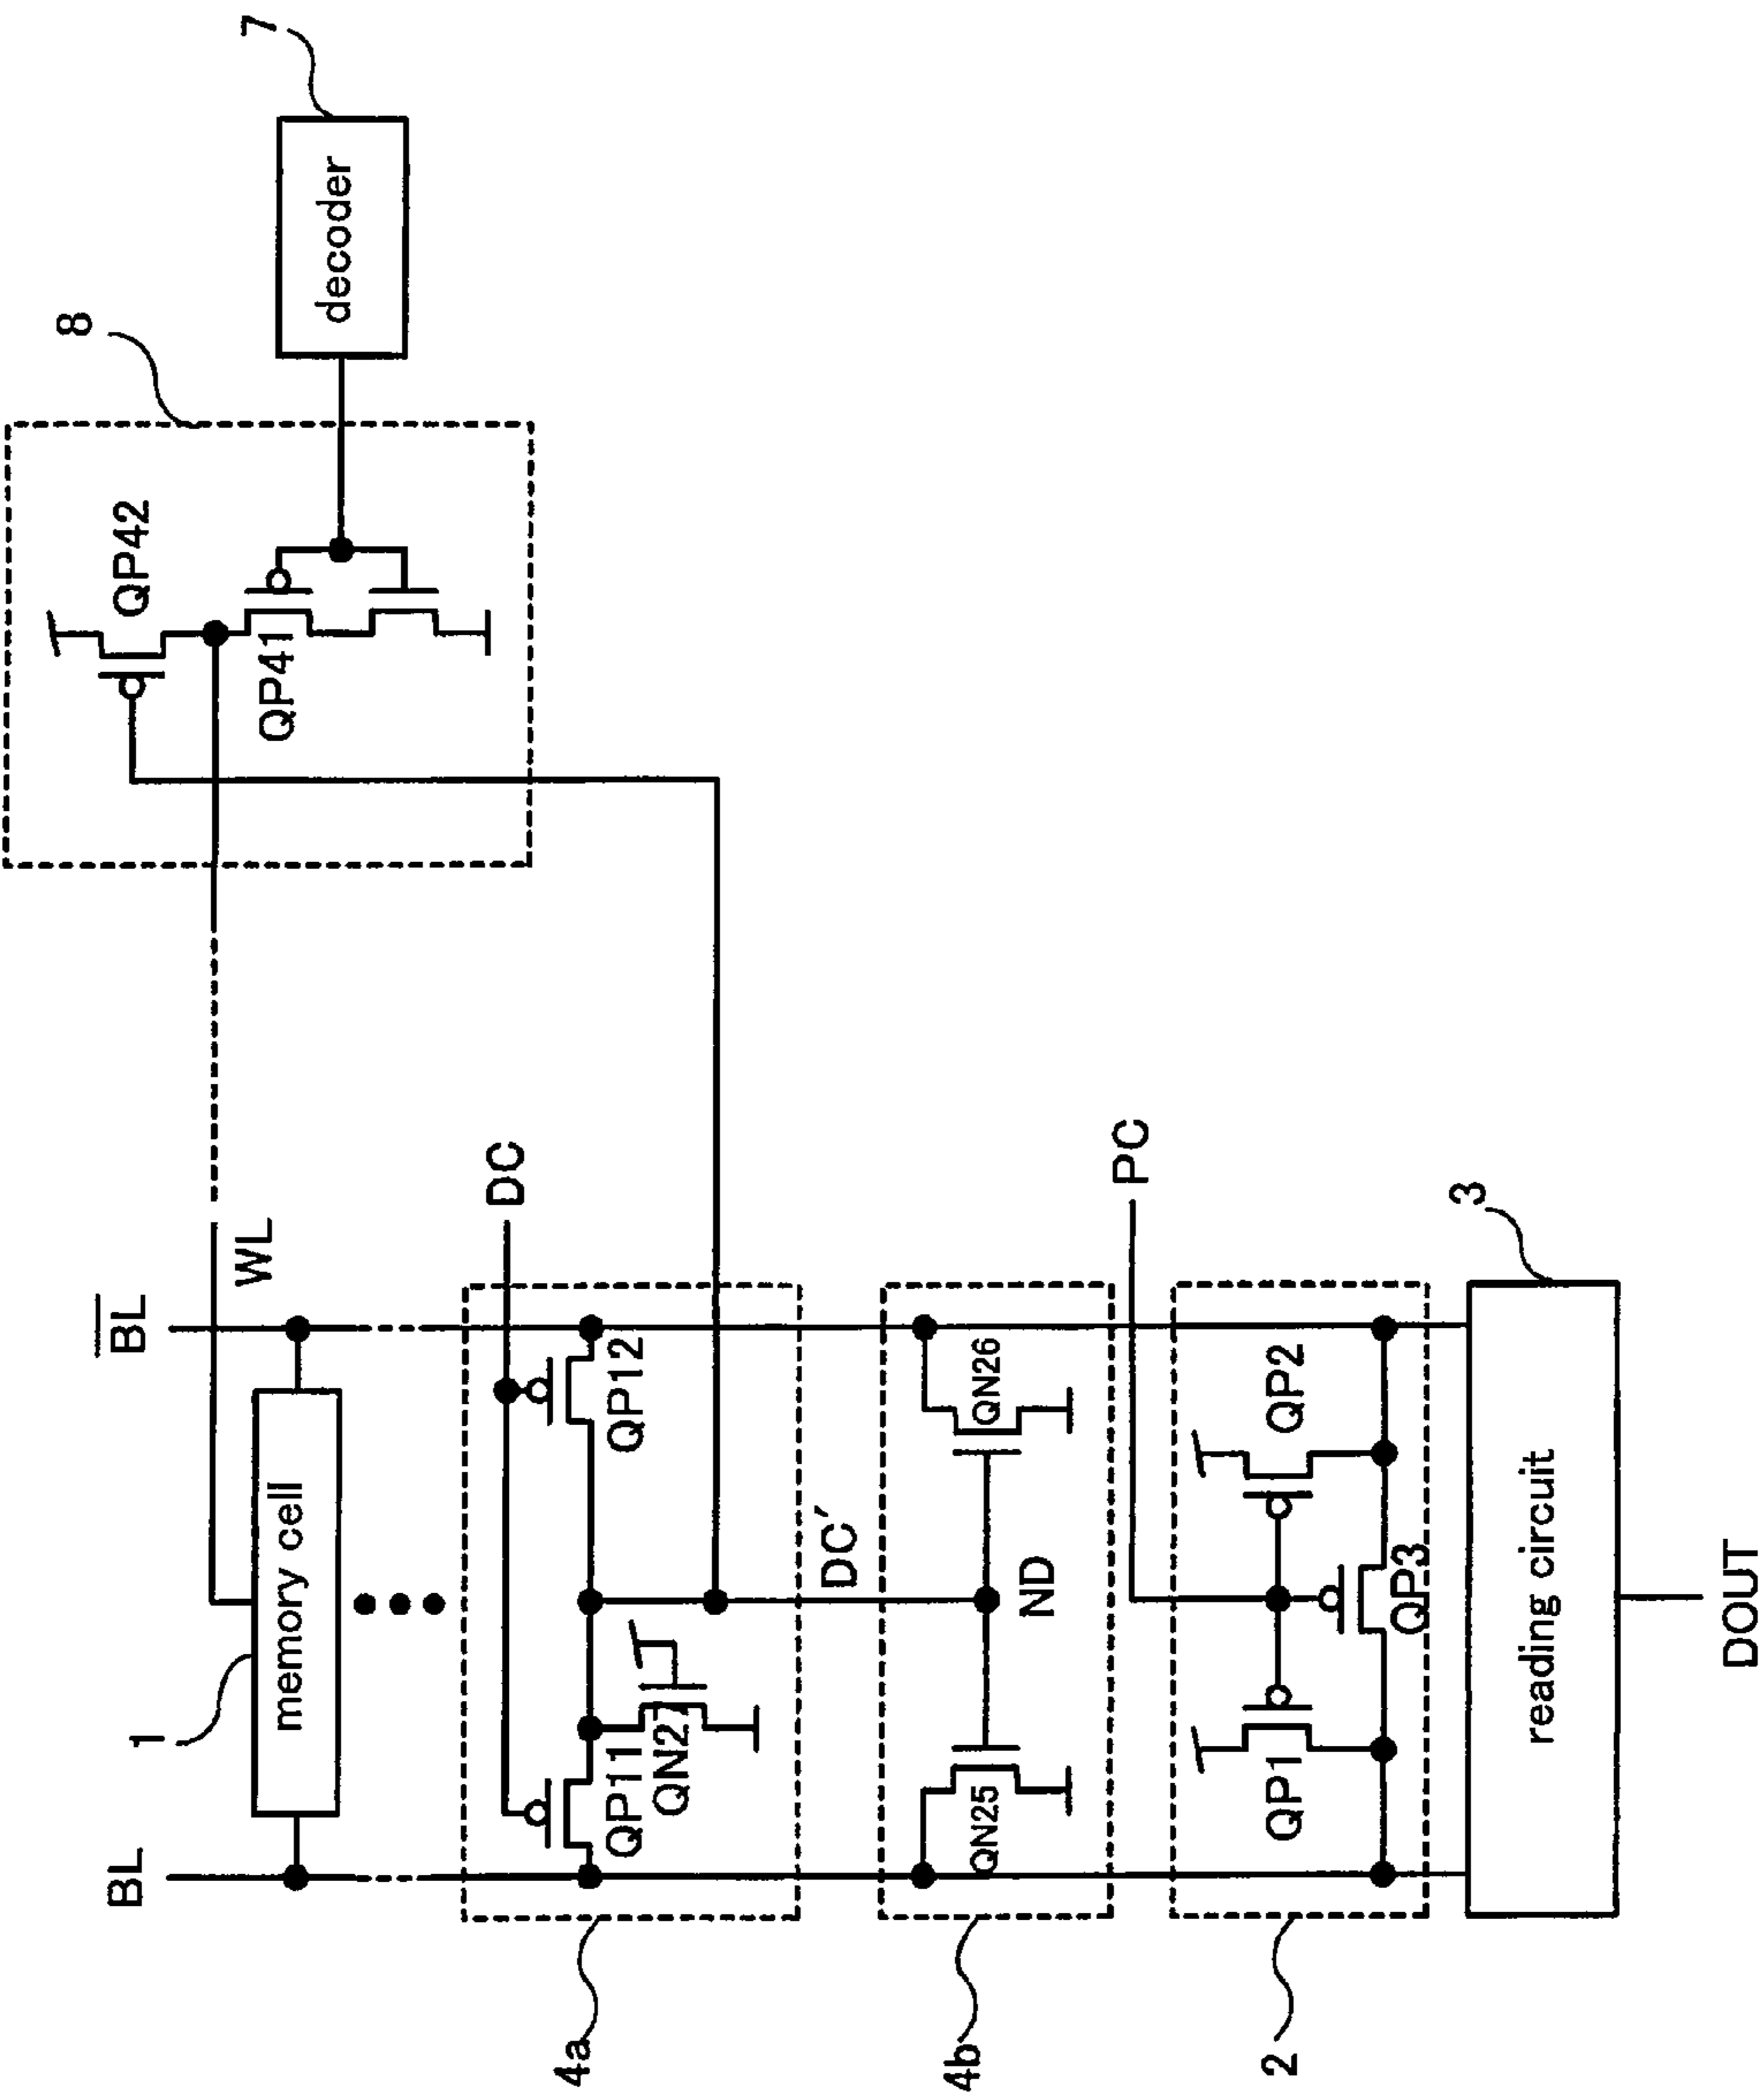 7
decoder
8
QP42
QP41
BL
BL
WL
1
memory cell
DC
QP12
QP11
QN27
4a
DC'
QN26
QN25
ND
4b
PC
QP2
QP3
QP1
2
3
reading circuit
DOUT